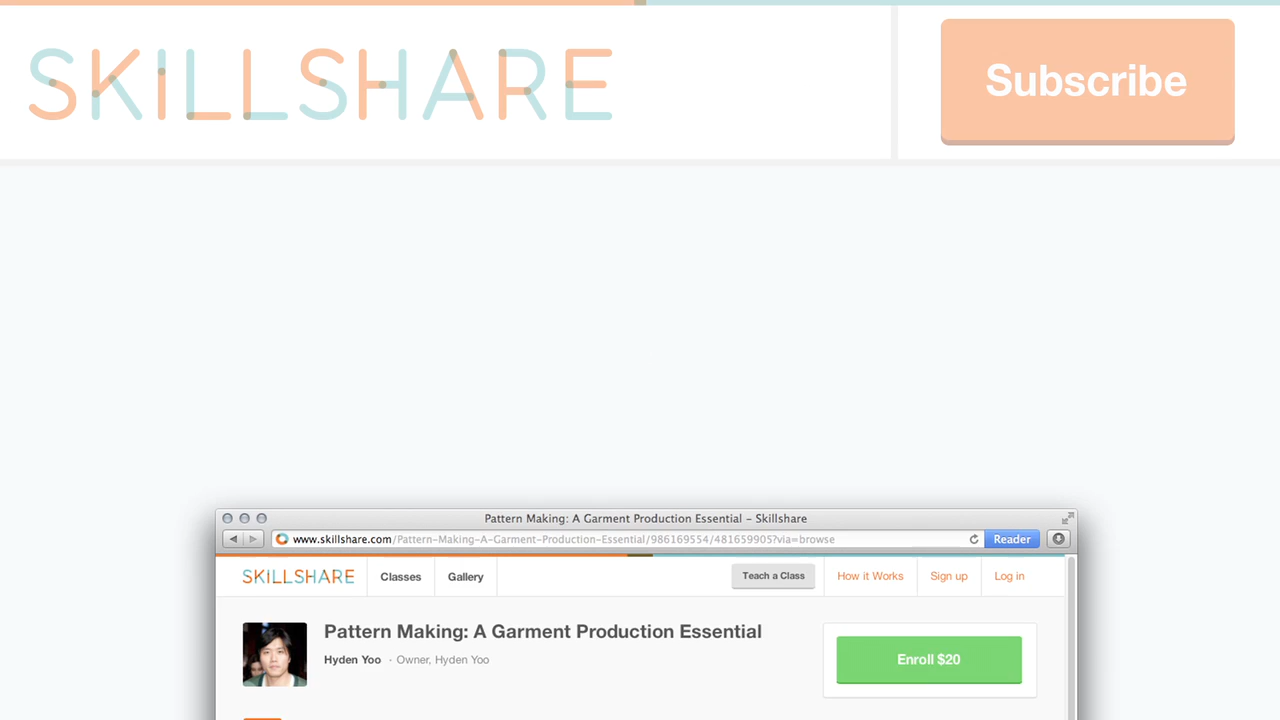 SKILLSHARE
Subscribe
Pattern Making: A Garment Production Essential – Skillshare
www.skillshare.com/Pattern-Making-A-Garment-Production-Essential/986169554/481659905?via=browse
Reader
SKILLSHARE
Classes
Gallery
Teach a Class
How it Works
Sign up
Log in
Pattern Making: A Garment Production Essential
Hyden Yoo · Owner, Hyden Yoo
Enroll $20